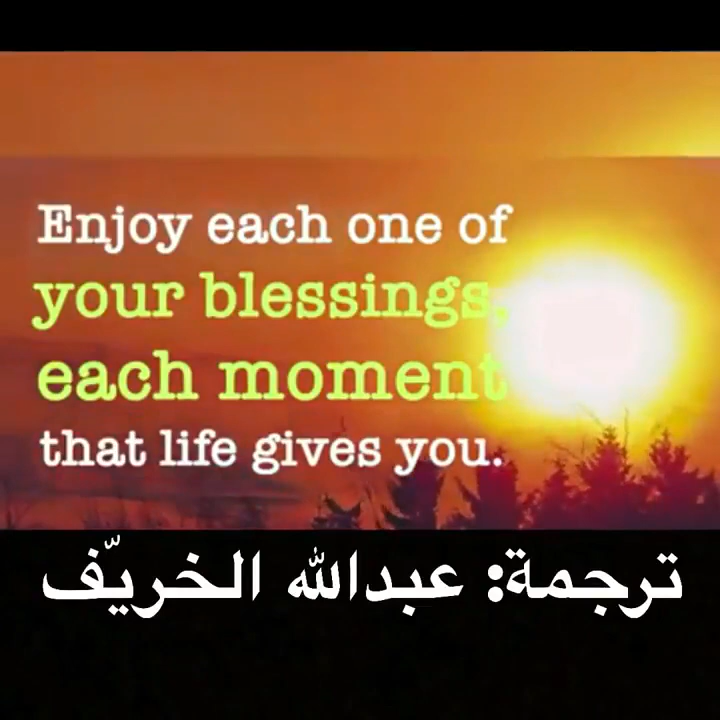 Enjoy each one of
your blessings,
each moment
that life gives you.
ترجمة: عبدالله الخريّف